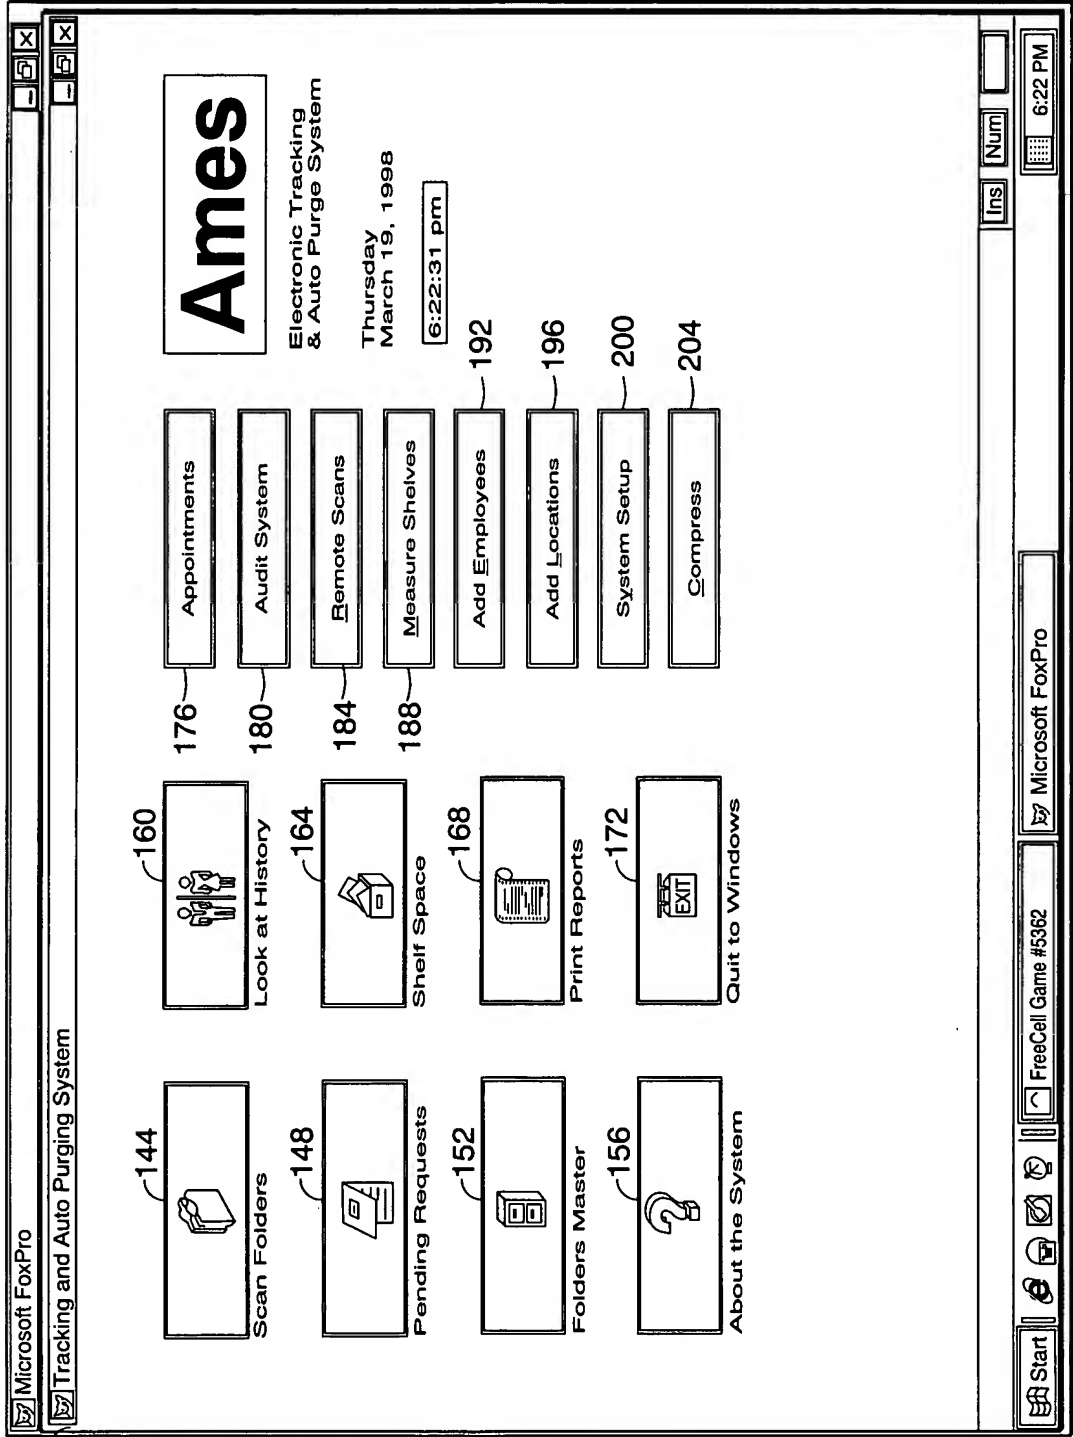 Microsoft FoxPro
Tracking and Auto Purging System
144
Scan Folders
148
Pending Requests
152
Folders Master
156
About the System
160
Look at History
164
Shelf Space
168
Print Reports
172
EXIT
Quit to Windows
176
Appointments
180
Audit System
184
Remote Scans
188
Measure Shelves
Add Employees
192
Add Locations
196
System Setup
200
Compress
204
Ames
Electronic Tracking
& Auto Purge System
Thursday
March 19, 1998
6:22:31 pm
Ins
Num
Start
FreeCell Game #5362
Microsoft FoxPro
6:22 PM